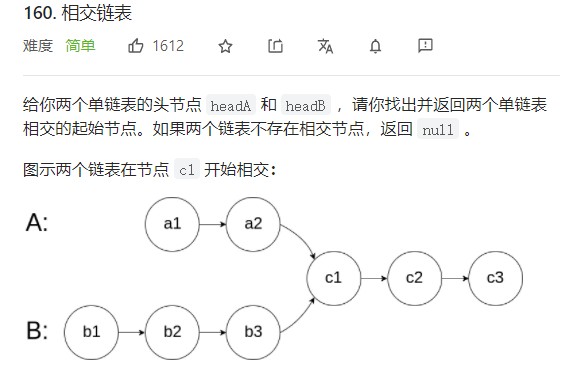 160. 相交链表
难度 简单 1612
给你两个单链表的头节点 headA 和 headB ，请你找出并返回两个单链表
相交的起始节点。如果两个链表不存在相交节点，返回 null 。
图示两个链表在节点 c1 开始相交：
A: a1 a2
c1 c2 c3
B: b1 b2 b3